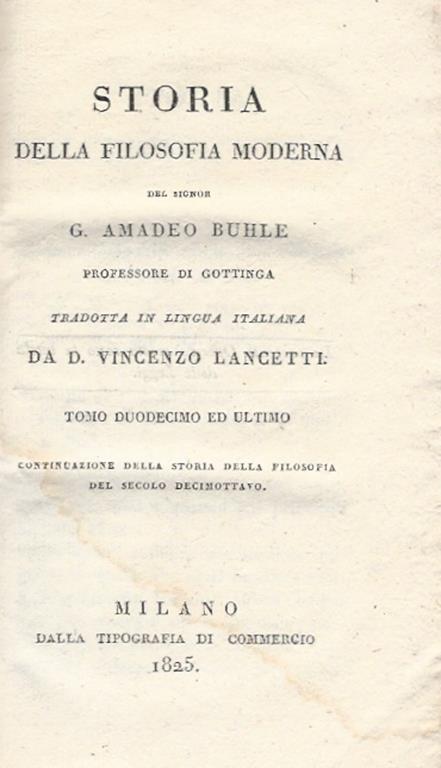 STORIA
DELLA FILOSOFIA MODERNA
DEL SIGNOR
G. AMADEO BUHLE
PROFESSORE DI GOTTINGA
TRADOTTA IN LINGUA ITALIANA
DA D. VINCENZO LANCETTI.
TOMO DUODECIMO ED ULTIMO
CONTINUAZIONE DELLA STORIA DELLA FILOSOFIA
DEL SECOLO DECIMOTTAVO.
MILANO
DALLA TIPOGRAFIA DI COMMERCIO
1825.